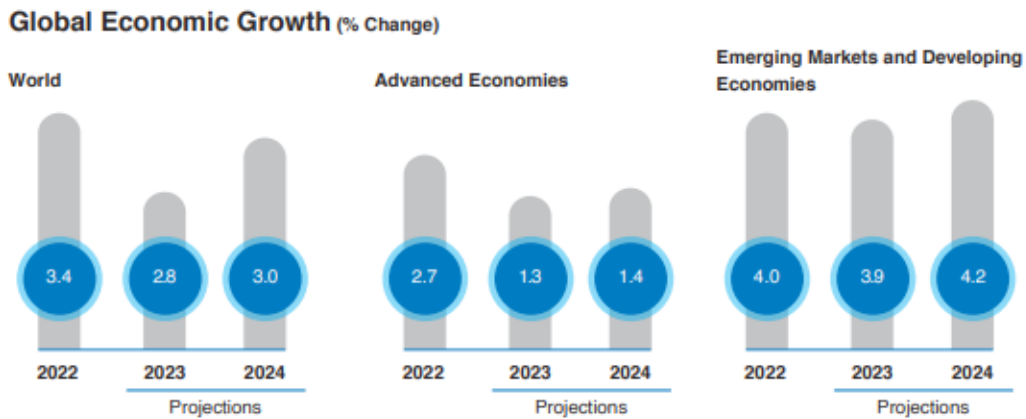 Global Economic Growth (% Change)
World
3.4
2.8
3.0
2022
2023
2024
Projections
Advanced Economies
2.7
1.3
1.4
2022
2023
2024
Projections
Emerging Markets and Developing
Economies
4.0
3.9
4.2
2022
2023
2024
Projections